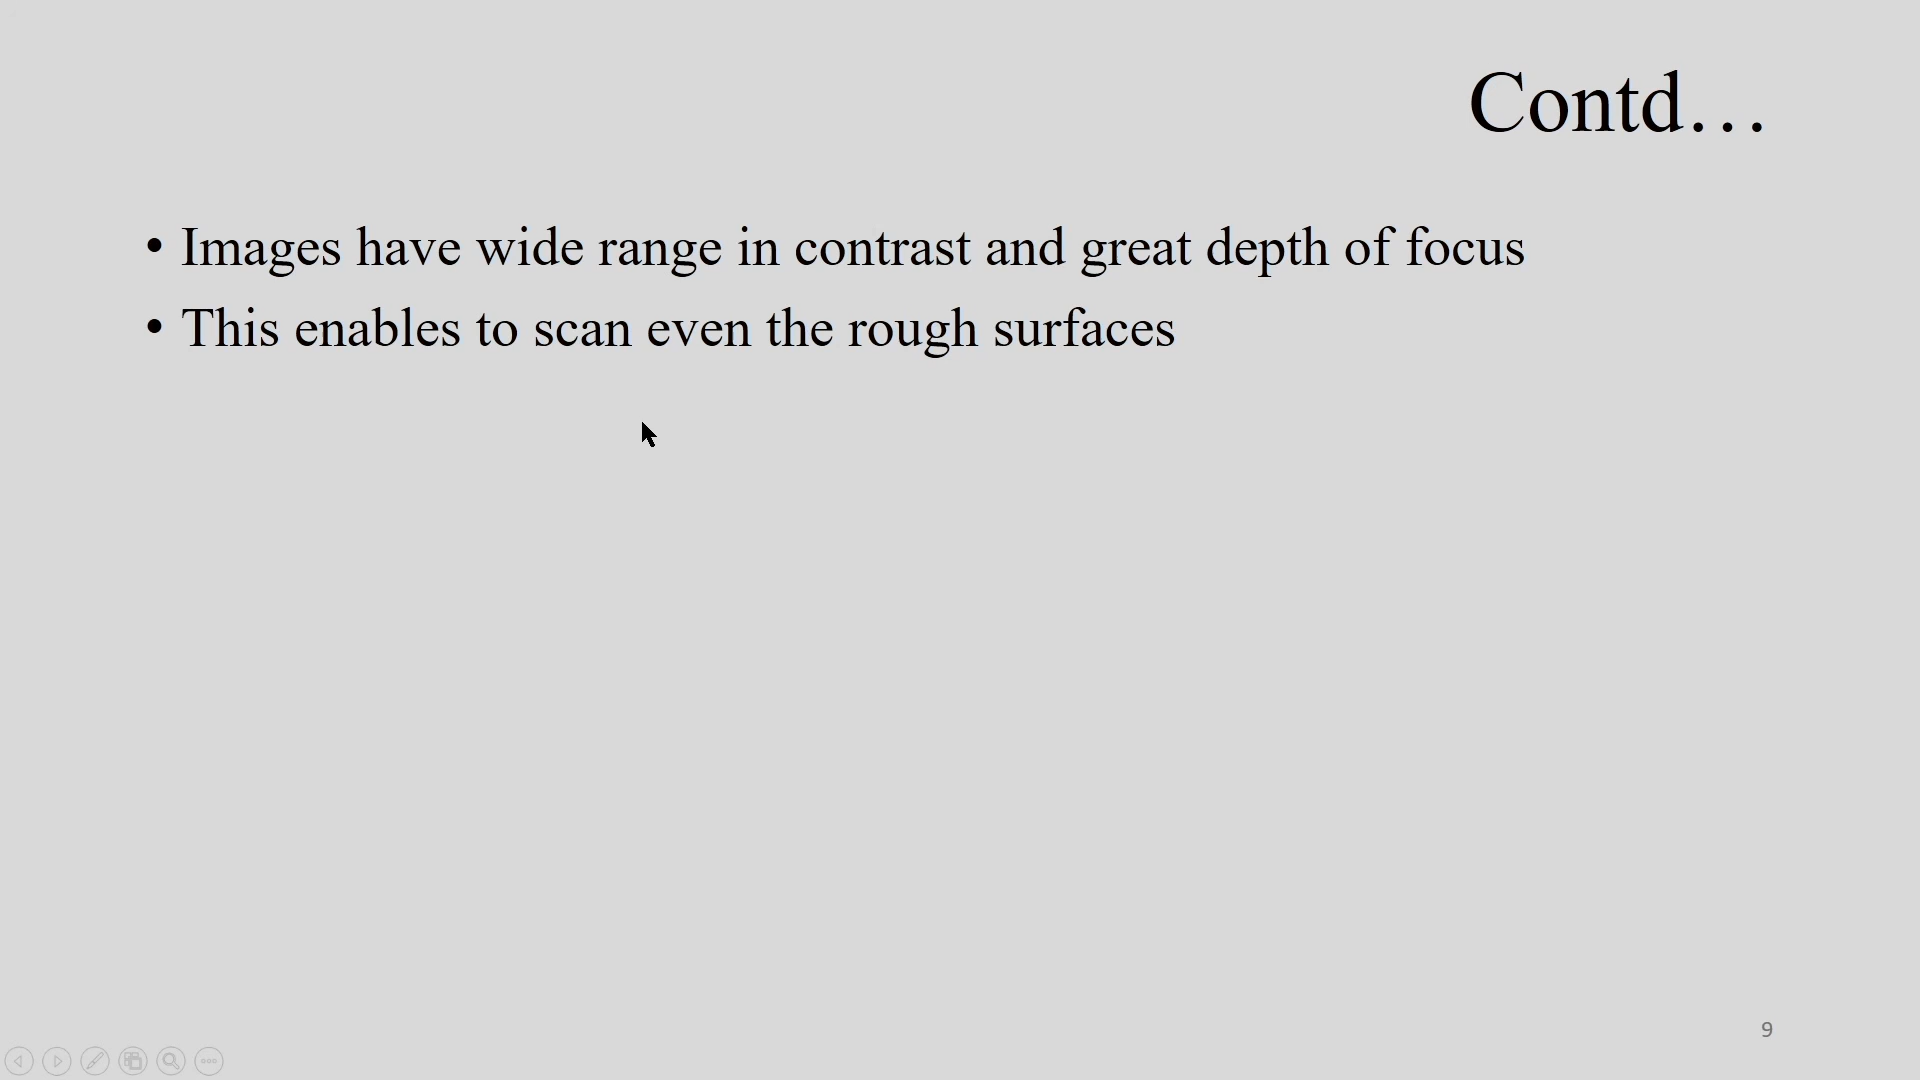 Contd…
• Images have wide range in contrast and great depth of focus
• This enables to scan even the rough surfaces
9